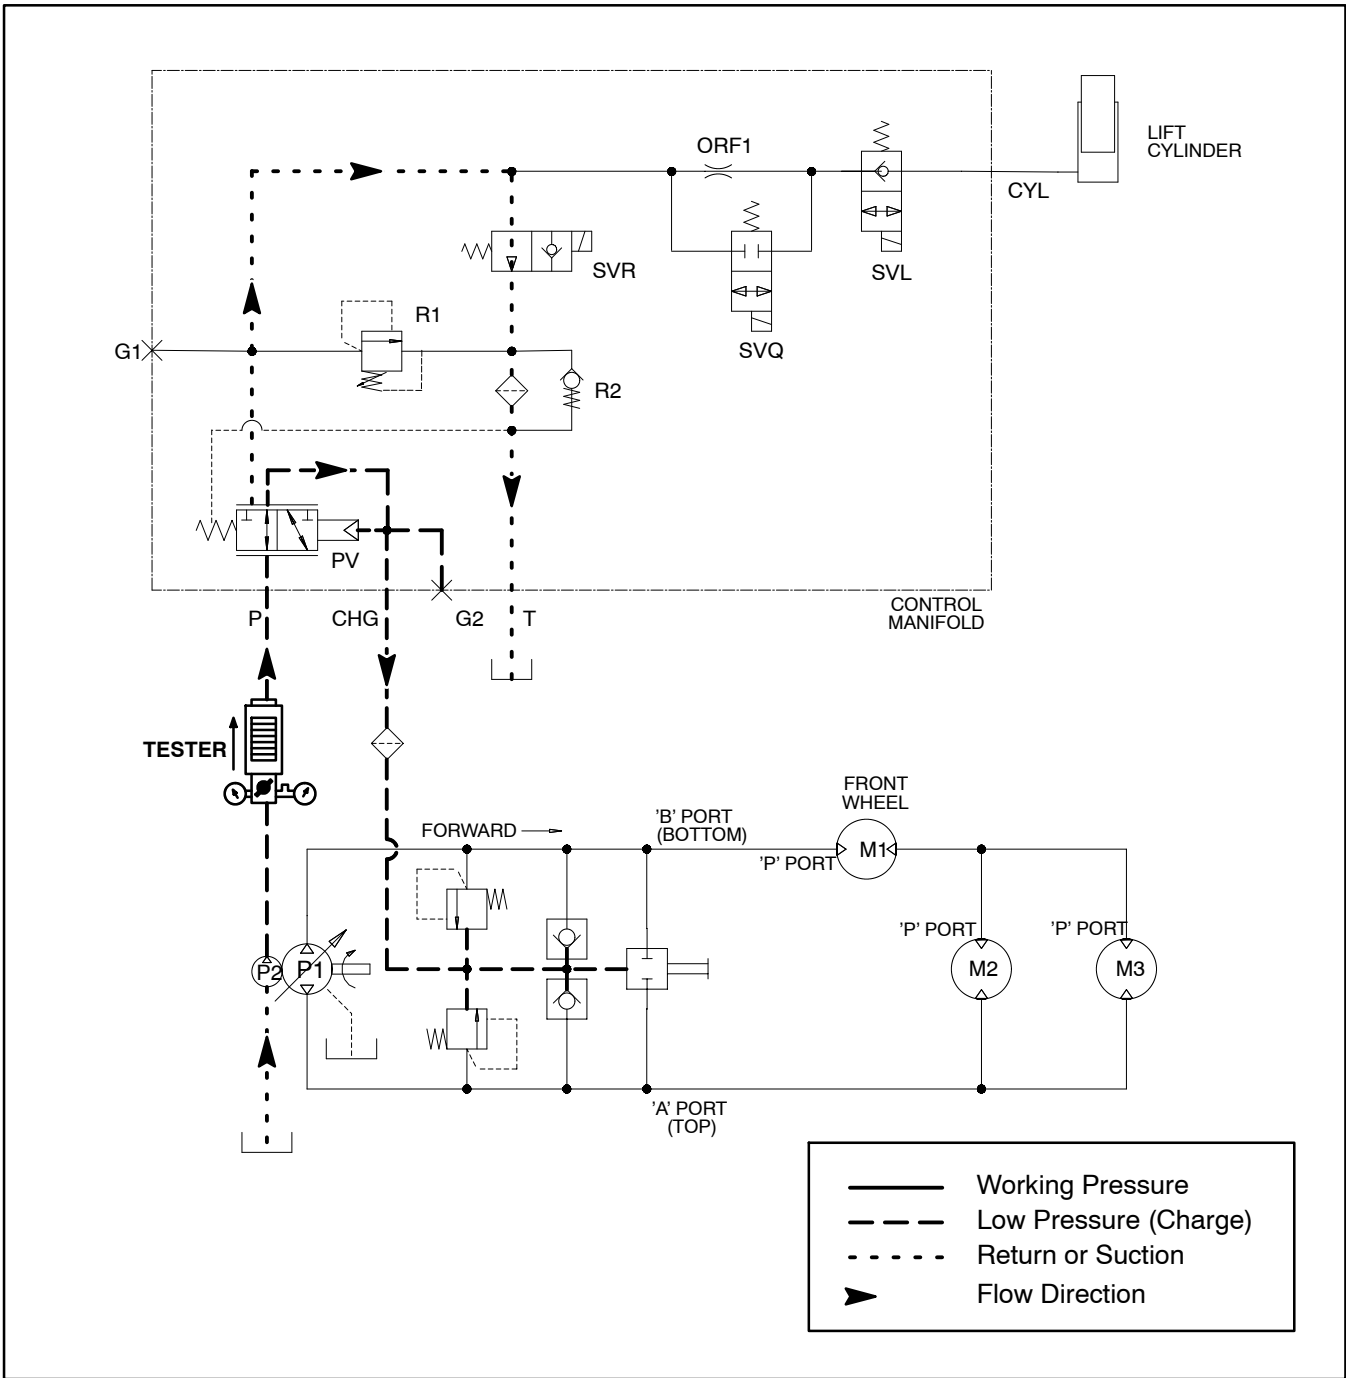 LIFT
CYLINDER
ORF1
CYL
SVR
SVL
R1
G1
SVQ
R2
PV
P
CHG
G2
T
CONTROL
MANIFOLD
TESTER
FRONT
WHEEL
'B' PORT
(BOTTOM)
FORWARD
'P' PORT
M1
'P' PORT
'P' PORT
P2
P1
M2
M3
'A' PORT
(TOP)
Working Pressure
Low Pressure (Charge)
Return or Suction
Flow Direction